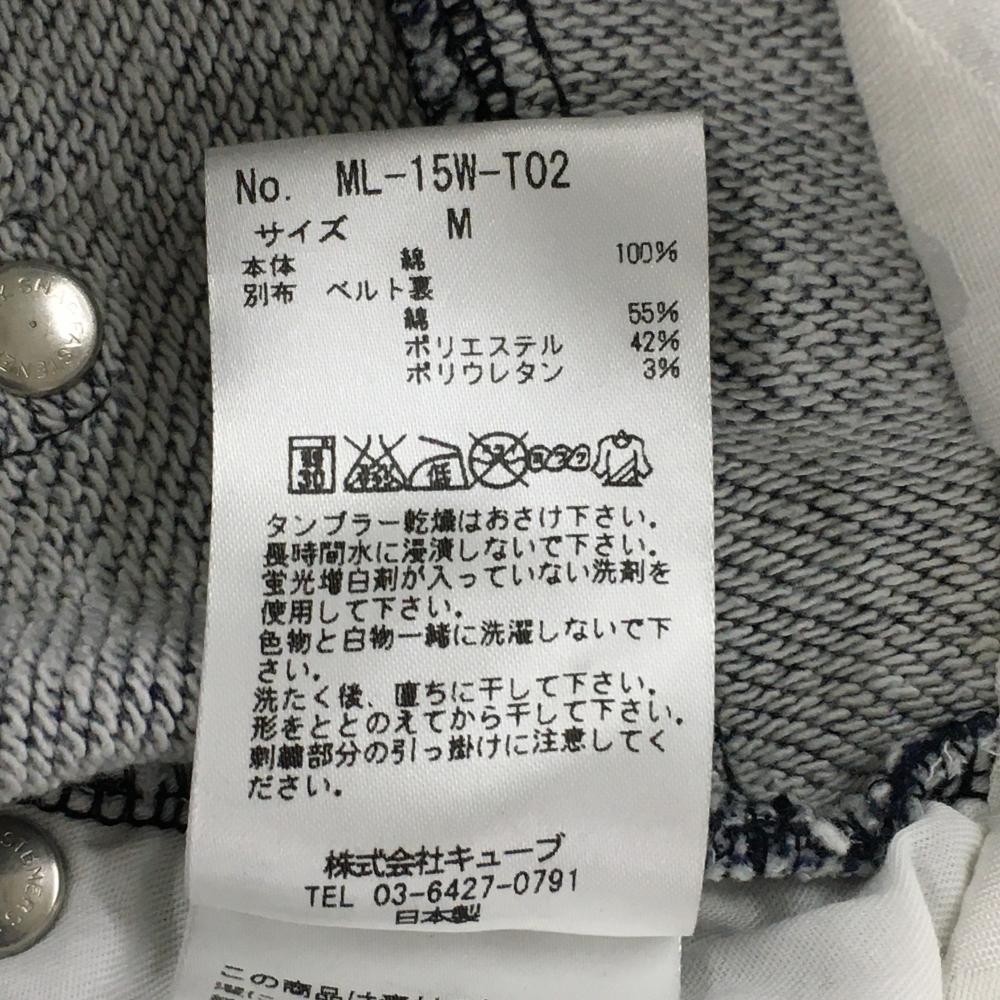 No. ML-15W-T02
サイズ M
本体 綿 100%
別布 ベルト裏
綿 55%
ポリエステル 42%
ポリウレタン 3%
低
タンブラー乾燥はおさけ下さい。
長時間水に浸漬しないで下さい。
蛍光増白剤が入っていない洗剤を
使用して下さい。
色物と白物一緒に洗濯しないで下
さい。
洗たく後、直ちに干して下さい。
形をととのえてから干して下さい。
刺繍部分の引っ掛けに注意してく
ださい。
株式会社キューブ
TEL 03-6427-0791
日本製
この商品は